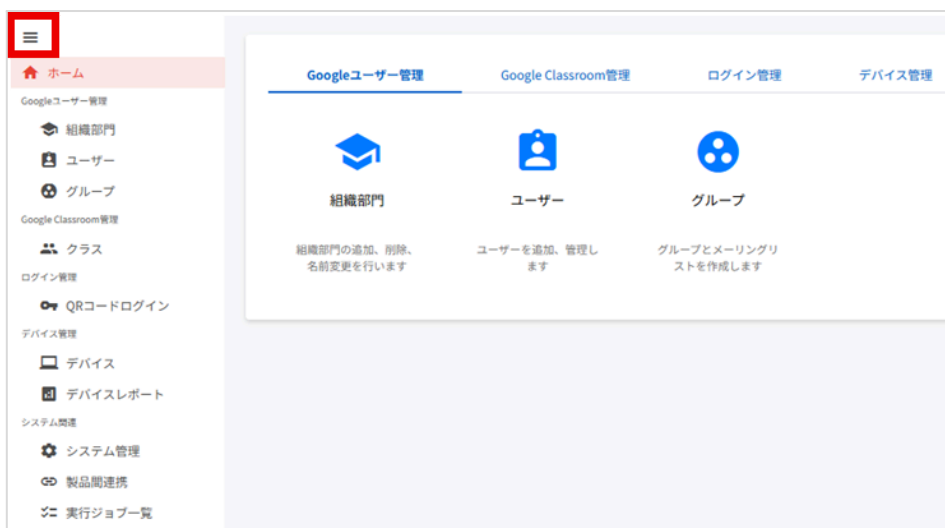 ホーム
Googleユーザー管理
組織部門
ユーザー
グループ
Google Classroom管理
クラス
ログイン管理
QRコードログイン
デバイス管理
デバイス
デバイスレポート
システム関連
システム管理
製品間連携
実行ジョブ一覧
Googleユーザー管理 Google Classroom管理 ログイン管理 デバイス管理
組織部門 ユーザー グループ
組織部門の追加、削除、 ユーザーを追加、管理し グループとメーリングリ
名前変更を行います ます ストを作成します